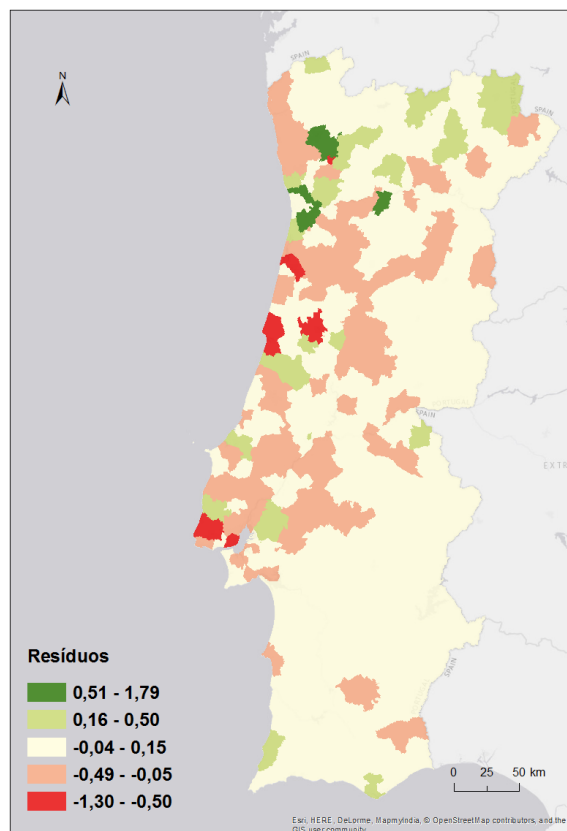 N
SPAIN
SPAIN
SPAIN
EXTR
SPAIN
Resíduos
0,51 - 1,79
0,16 - 0,50
-0,04 - 0,15
-0,49 - -0,05
-1,30 - -0,50
0 25 50 km
Esri, HERE, DeLorme, MapmyIndia, © OpenStreetMap contributors, and the
GIS user community